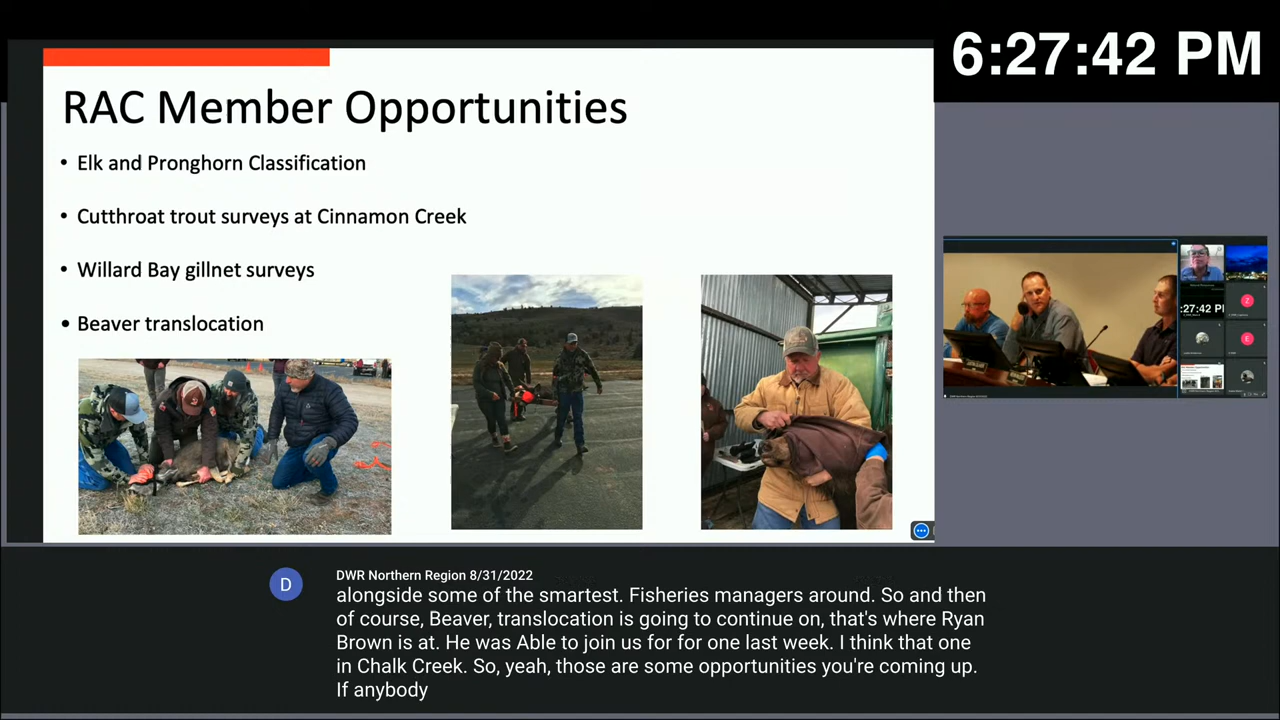 6:27:42 PM
RAC Member Opportunities
• Elk and Pronghorn Classification
• Cutthroat trout surveys at Cinnamon Creek
• Willard Bay gillnet surveys
• Beaver translocation
:27:42 P
Z
E
D
DWR Northern Region 8/31/2022
alongside some of the smartest. Fisheries managers around. So and then
of course, Beaver, translocation is going to continue on, that's where Ryan
Brown is at. He was Able to join us for for one last week. I think that one
in Chalk Creek. So, yeah, those are some opportunities you're coming up.
If anybody